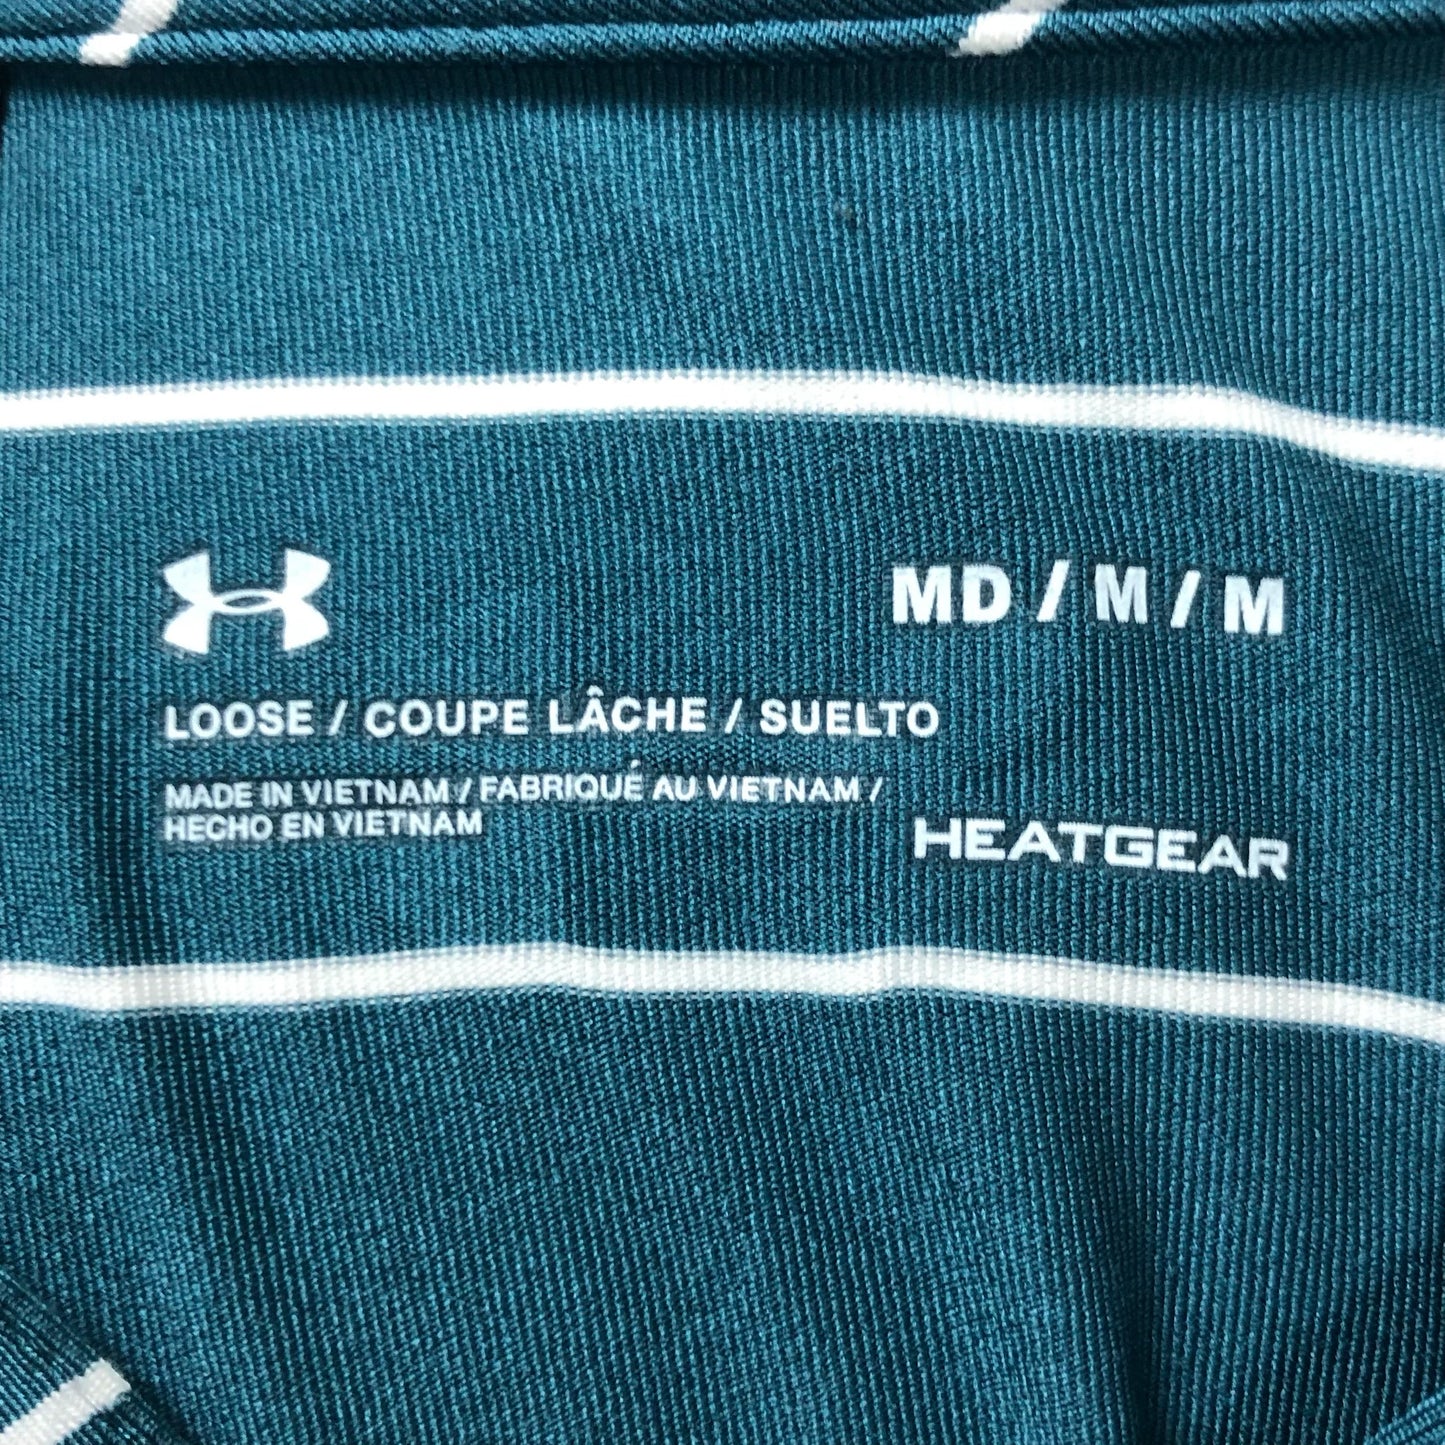 MD / M / M
LOOSE / COUPE LÂCHE / SUELTO
MADE IN VIETNAM / FABRIQUÉ AU VIETNAM /
HECHO EN VIETNAM
HEATGEAR